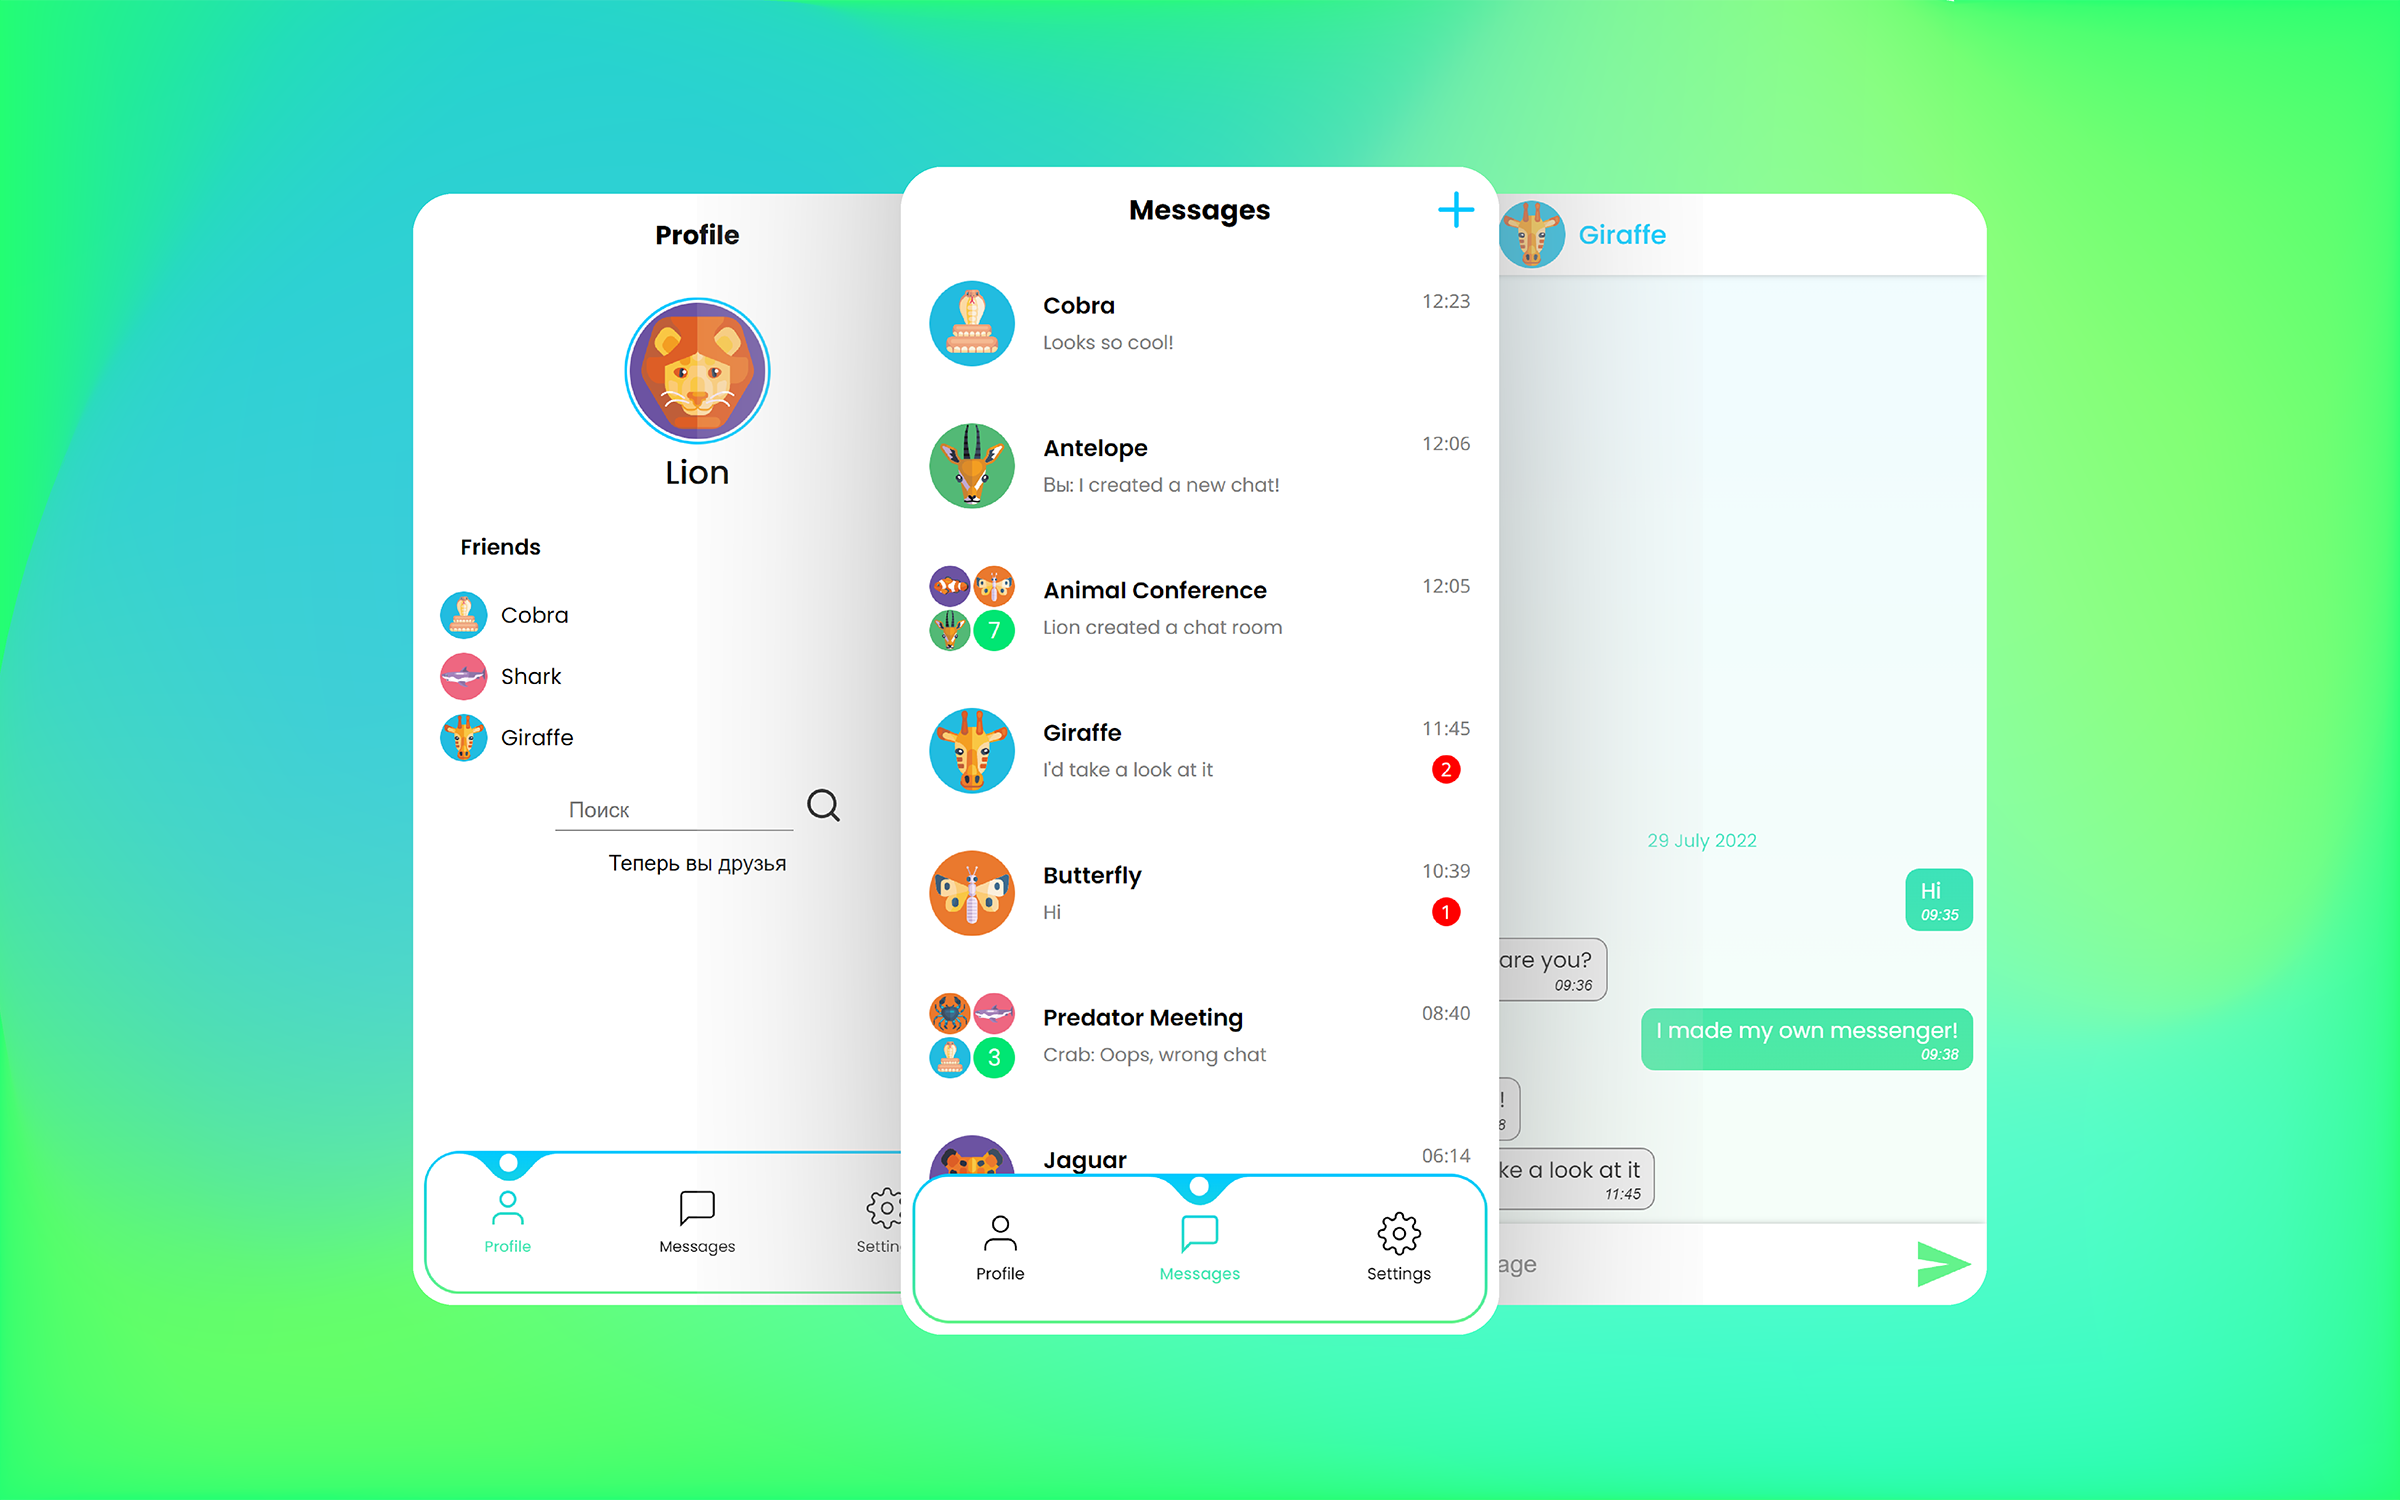 Profile
Lion
Friends
Cobra
Shark
Giraffe
Поиск
Теперь вы друзья
Profile
Messages
Messages
Cobra
12:23
Looks so cool!
Antelope
12:06
Вы: I created a new chat!
Animal Conference
12:05
7
Lion created a chat room
Giraffe
11:45
I'd take a look at it
2
Butterfly
10:39
Hi
1
Predator Meeting
08:40
3
Crab: Oops, wrong chat
Jaguar
06:14
Profile
Messages
Settings
Giraffe
29 July 2022
Hi
09:35
are you?
09:36
I made my own messenger!
09:38
!
a look at it
11:45